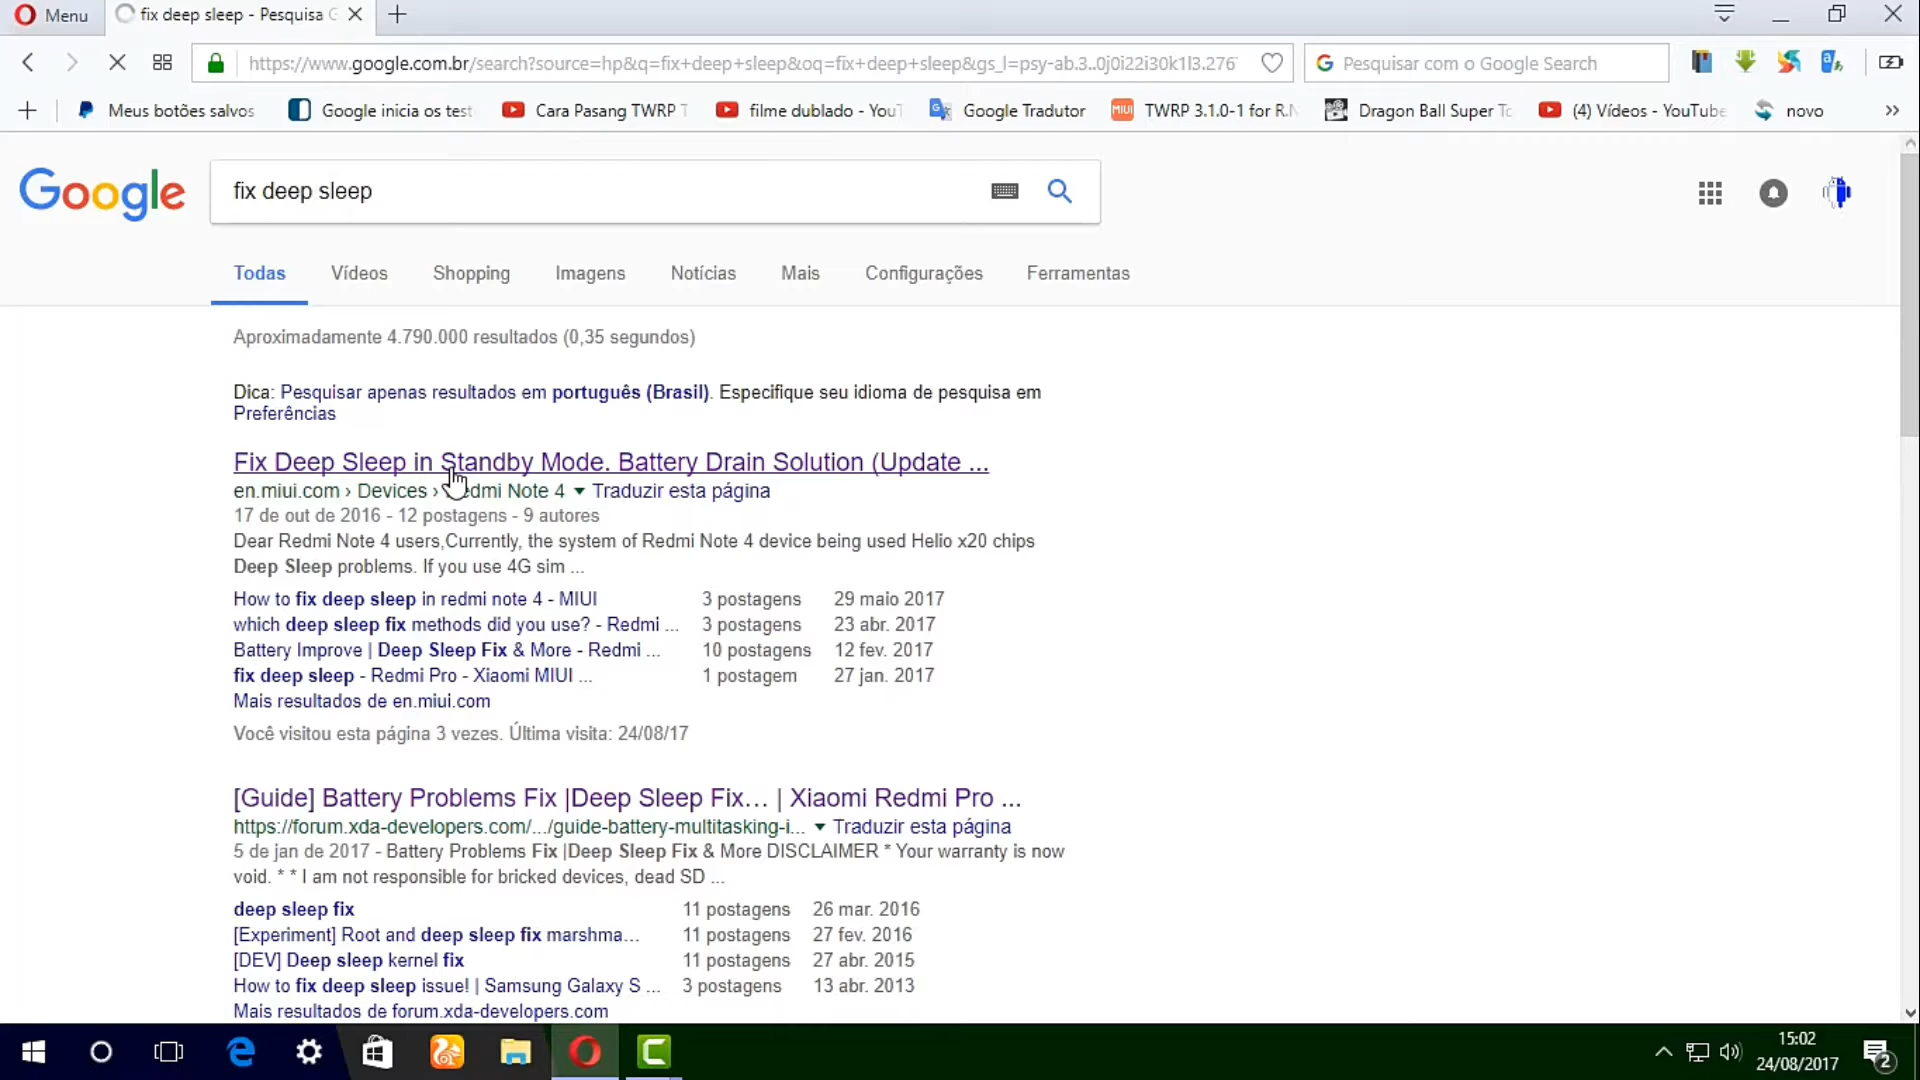 Menu
fix deep sleep - Pesquisa G
https://www.google.com.br/search?source=hp&q=fix+deep+sleep&oq=fix+deep+sleep&gs_l=psy-ab.3..0j0i22i30k1l3.276
Pesquisar com o Google Search
Meus botões salvos
Google inicia os test
Cara Pasang TWRP T
filme dublado - YouT
Google Tradutor
MIUI
TWRP 3.1.0-1 for R.N
Dragon Ball Super To
(4) Vídeos - YouTube
novo
Google
fix deep sleep
Todas
Vídeos
Shopping
Imagens
Notícias
Mais
Configurações
Ferramentas
Aproximadamente 4.790.000 resultados (0,35 segundos)
Dica: Pesquisar apenas resultados em português (Brasil). Especifique seu idioma de pesquisa em
Preferências
Fix Deep Sleep in Standby Mode. Battery Drain Solution (Update ...
en.miui.com › Devices › Redmi Note 4 Traduzir esta página
17 de out de 2016 - 12 postagens - 9 autores
Dear Redmi Note 4 users,Currently, the system of Redmi Note 4 device being used Helio x20 chips
Deep Sleep problems. If you use 4G sim ...
How to fix deep sleep in redmi note 4 - MIUI 3 postagens 29 maio 2017
which deep sleep fix methods did you use? - Redmi ... 3 postagens 23 abr. 2017
Battery Improve | Deep Sleep Fix & More - Redmi ... 10 postagens 12 fev. 2017
fix deep sleep - Redmi Pro - Xiaomi MIUI ... 1 postagem 27 jan. 2017
Mais resultados de en.miui.com
Você visitou esta página 3 vezes. Última visita: 24/08/17
[Guide] Battery Problems Fix |Deep Sleep Fix… | Xiaomi Redmi Pro ...
https://forum.xda-developers.com/.../guide-battery-multitasking-i... Traduzir esta página
5 de jan de 2017 - Battery Problems Fix |Deep Sleep Fix & More DISCLAIMER * Your warranty is now
void. * * I am not responsible for bricked devices, dead SD ...
deep sleep fix 11 postagens 26 mar. 2016
[Experiment] Root and deep sleep fix marshma... 11 postagens 27 fev. 2016
[DEV] Deep sleep kernel fix 11 postagens 27 abr. 2015
How to fix deep sleep issue! | Samsung Galaxy S ... 3 postagens 13 abr. 2013
Mais resultados de forum.xda-developers.com
15:02
24/08/2017
2